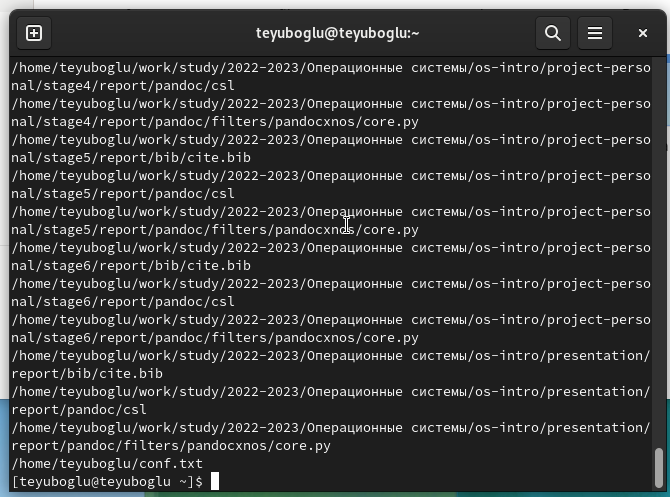 teyuboglu@teyuboglu:~
/home/teyuboglu/work/study/2022-2023/Операционные системы/os-intro/project-perso
nal/stage4/report/pandoc/csl
/home/teyuboglu/work/study/2022-2023/Операционные системы/os-intro/project-perso
nal/stage4/report/pandoc/filters/pandocxnos/core.py
/home/teyuboglu/work/study/2022-2023/Операционные системы/os-intro/project-perso
nal/stage5/report/bib/cite.bib
/home/teyuboglu/work/study/2022-2023/Операционные системы/os-intro/project-perso
nal/stage5/report/pandoc/csl
/home/teyuboglu/work/study/2022-2023/Операционные системы/os-intro/project-perso
nal/stage5/report/pandoc/filters/pandocxnos/core.py
/home/teyuboglu/work/study/2022-2023/Операционные системы/os-intro/project-perso
nal/stage6/report/bib/cite.bib
/home/teyuboglu/work/study/2022-2023/Операционные системы/os-intro/project-perso
nal/stage6/report/pandoc/csl
/home/teyuboglu/work/study/2022-2023/Операционные системы/os-intro/project-perso
nal/stage6/report/pandoc/filters/pandocxnos/core.py
/home/teyuboglu/work/study/2022-2023/Операционные системы/os-intro/presentation/
report/bib/cite.bib
/home/teyuboglu/work/study/2022-2023/Операционные системы/os-intro/presentation/
report/pandoc/csl
/home/teyuboglu/work/study/2022-2023/Операционные системы/os-intro/presentation/
report/pandoc/filters/pandocxnos/core.py
/home/teyuboglu/conf.txt
[teyuboglu@teyuboglu ~]$